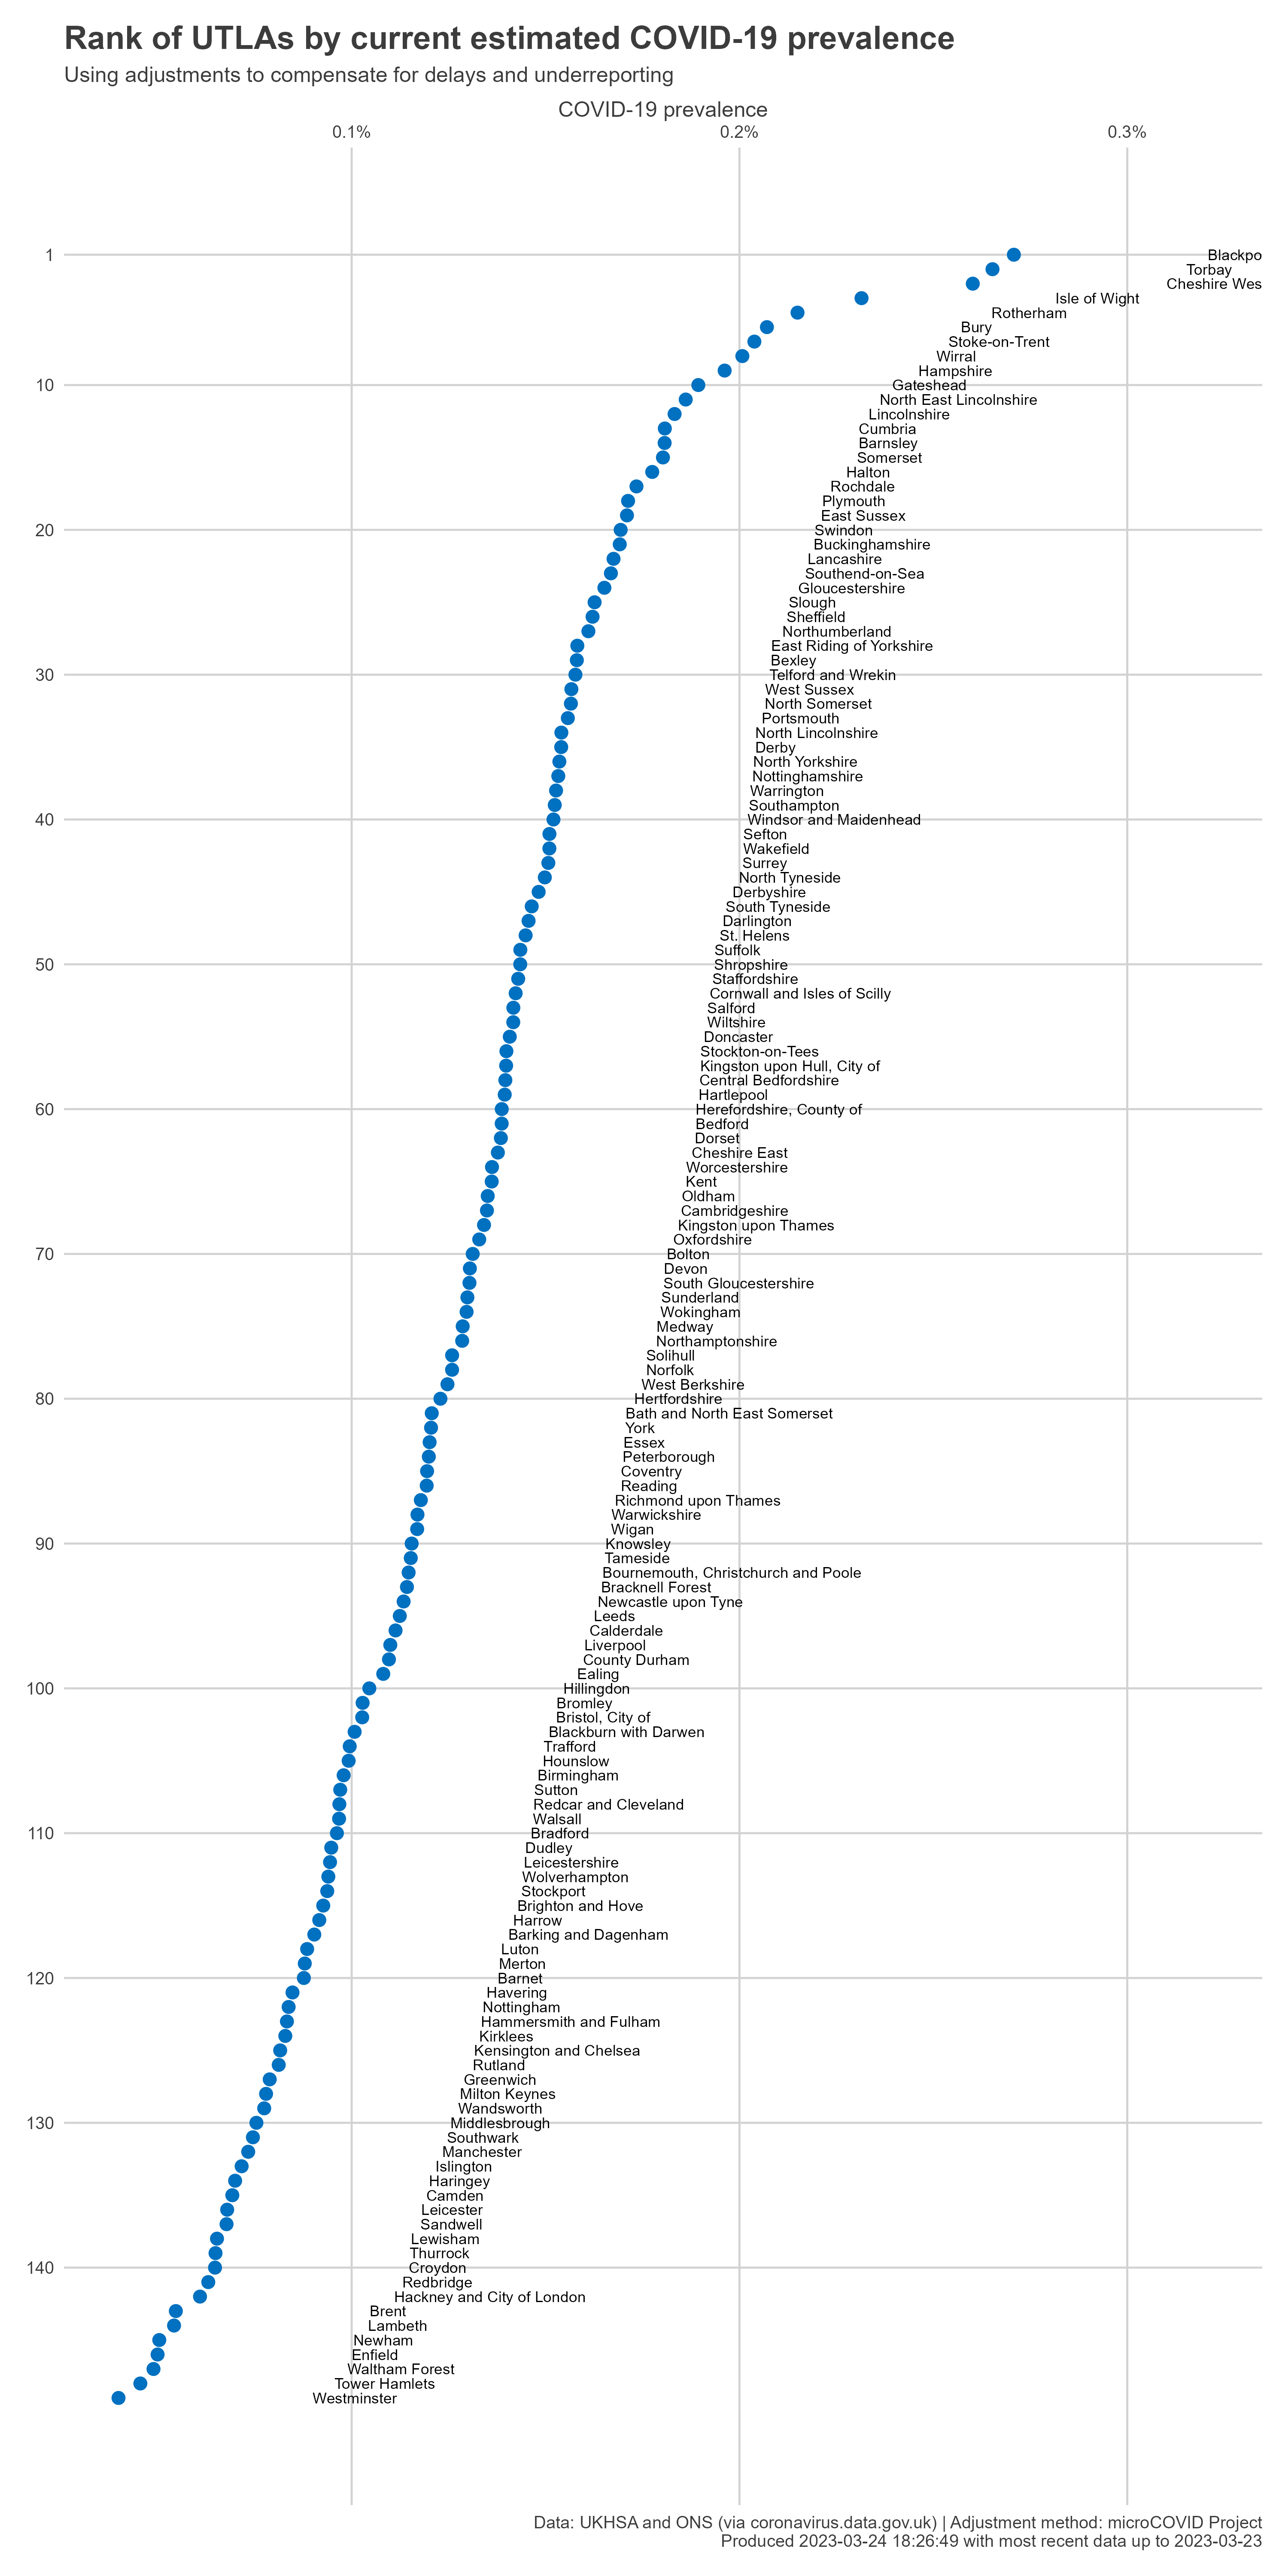 Rank of UTLAs by current estimated COVID-19 prevalence
Using adjustments to compensate for delays and underreporting
COVID-19 prevalence
0.1% 0.2% 0.3%
1 Blackpo
Torbay
Cheshire Wes
Isle of Wight
Rotherham
Bury
Stoke-on-Trent
Wirral
Hampshire
10 Gateshead
North East Lincolnshire
Lincolnshire
Cumbria
Barnsley
Somerset
Halton
Rochdale
Plymouth
East Sussex
20 Swindon
Buckinghamshire
Lancashire
Southend-on-Sea
Gloucestershire
Slough
Sheffield
Northumberland
East Riding of Yorkshire
Bexley
30 Telford and Wrekin
West Sussex
North Somerset
Portsmouth
North Lincolnshire
Derby
North Yorkshire
Nottinghamshire
Warrington
Southampton
40 Windsor and Maidenhead
Sefton
Wakefield
Surrey
North Tyneside
Derbyshire
South Tyneside
Darlington
St. Helens
Suffolk
50 Shropshire
Staffordshire
Cornwall and Isles of Scilly
Salford
Wiltshire
Doncaster
Stockton-on-Tees
Kingston upon Hull, City of
Central Bedfordshire
Hartlepool
60 Herefordshire, County of
Bedford
Dorset
Cheshire East
Worcestershire
Kent
Oldham
Cambridgeshire
Kingston upon Thames
Oxfordshire
70 Bolton
Devon
South Gloucestershire
Sunderland
Wokingham
Medway
Northamptonshire
Solihull
Norfolk
West Berkshire
80 Hertfordshire
Bath and North East Somerset
York
Essex
Peterborough
Coventry
Reading
Richmond upon Thames
Warwickshire
Wigan
90 Knowsley
Tameside
Bournemouth, Christchurch and Poole
Bracknell Forest
Newcastle upon Tyne
Leeds
Calderdale
Liverpool
County Durham
Ealing
100 Hillingdon
Bromley
Bristol, City of
Blackburn with Darwen
Trafford
Hounslow
Birmingham
Sutton
Redcar and Cleveland
Walsall
110 Bradford
Dudley
Leicestershire
Wolverhampton
Stockport
Brighton and Hove
Harrow
Barking and Dagenham
Luton
Merton
120 Barnet
Havering
Nottingham
Hammersmith and Fulham
Kirklees
Kensington and Chelsea
Rutland
Greenwich
Milton Keynes
Wandsworth
130 Middlesbrough
Southwark
Manchester
Islington
Haringey
Camden
Leicester
Sandwell
Lewisham
Thurrock
140 Croydon
Redbridge
Hackney and City of London
Brent
Lambeth
Newham
Enfield
Waltham Forest
Tower Hamlets
Westminster
Data: UKHSA and ONS (via coronavirus.data.gov.uk) | Adjustment method: microCOVID Project
Produced 2023-03-24 18:26:49 with most recent data up to 2023-03-23